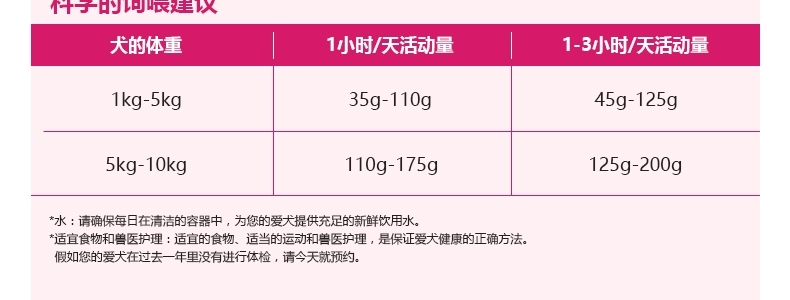 科学的饲喂建议
犬的体重 1小时/天活动量 1-3小时/天活动量
1kg-5kg 35g-110g 45g-125g
5kg-10kg 110g-175g 125g-200g
*水：请确保每日在清洁的容器中，为您的爱犬提供充足的新鲜饮用水。
*适宜食物和兽医护理：适宜的食物、适当的运动和兽医护理，是保证爱犬健康的正确方法。
假如您的爱犬在过去一年里没有进行体检，请今天就预约。